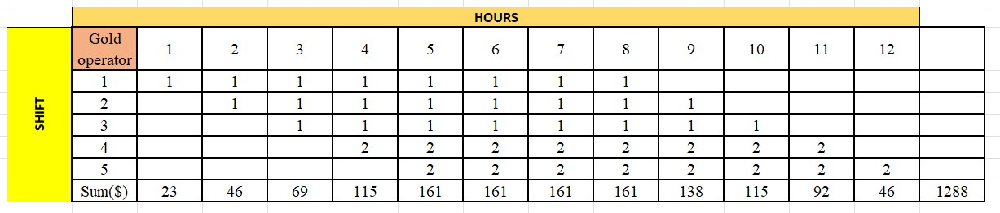 HOURS
SHIFT
Gold operator 1 2 3 4 5 6 7 8 9 10 11 12
1 1 1 1 1 1 1 1 1
2 1 1 1 1 1 1 1 1
3 1 1 1 1 1 1 1 1
4 2 2 2 2 2 2 2 2
5 2 2 2 2 2 2 2 2
Sum($) 23 46 69 115 161 161 161 161 138 115 92 46 1288